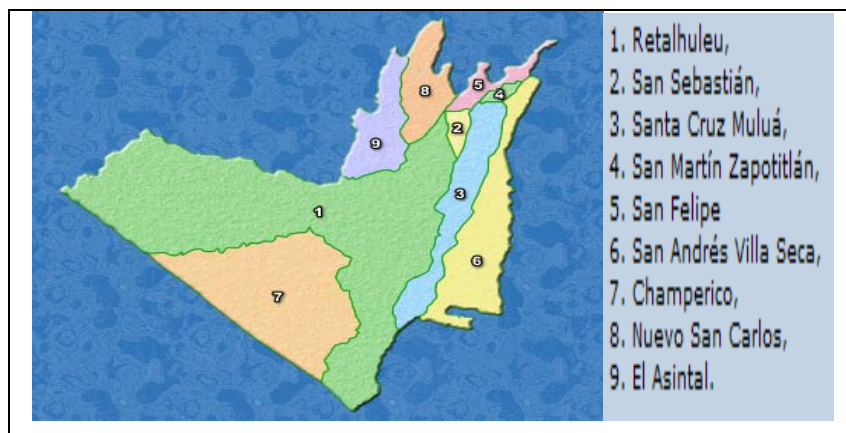 1. Retalhuleu,
2. San Sebastián,
3. Santa Cruz Muluá,
4. San Martín Zapotitlán,
5. San Felipe
6. San Andrés Villa Seca,
7. Champerico,
8. Nuevo San Carlos,
9. El Asintal.
8
5
4
2
9
3
1
6
7